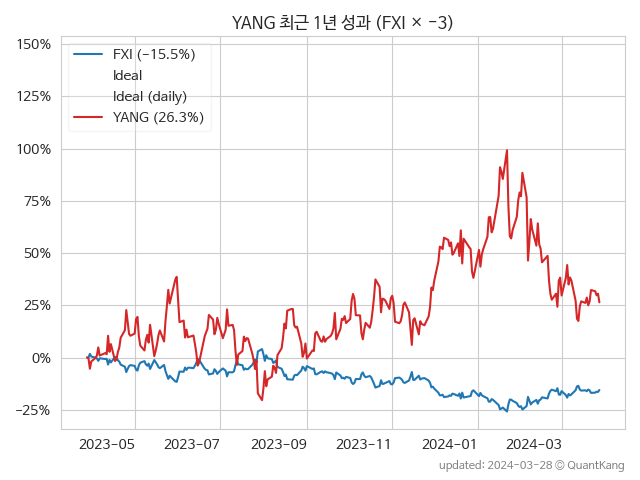 YANG 최근 1년 성과 (FXI × −3)
150%
125%
100%
75%
50%
25%
0%
−25%
FXI (−15.5%)
Ideal
Ideal (daily)
YANG (26.3%)
2023−05
2023−07
2023−09
2023−11
2024−01
2024−03
updated: 2024−03−28 © QuantKang